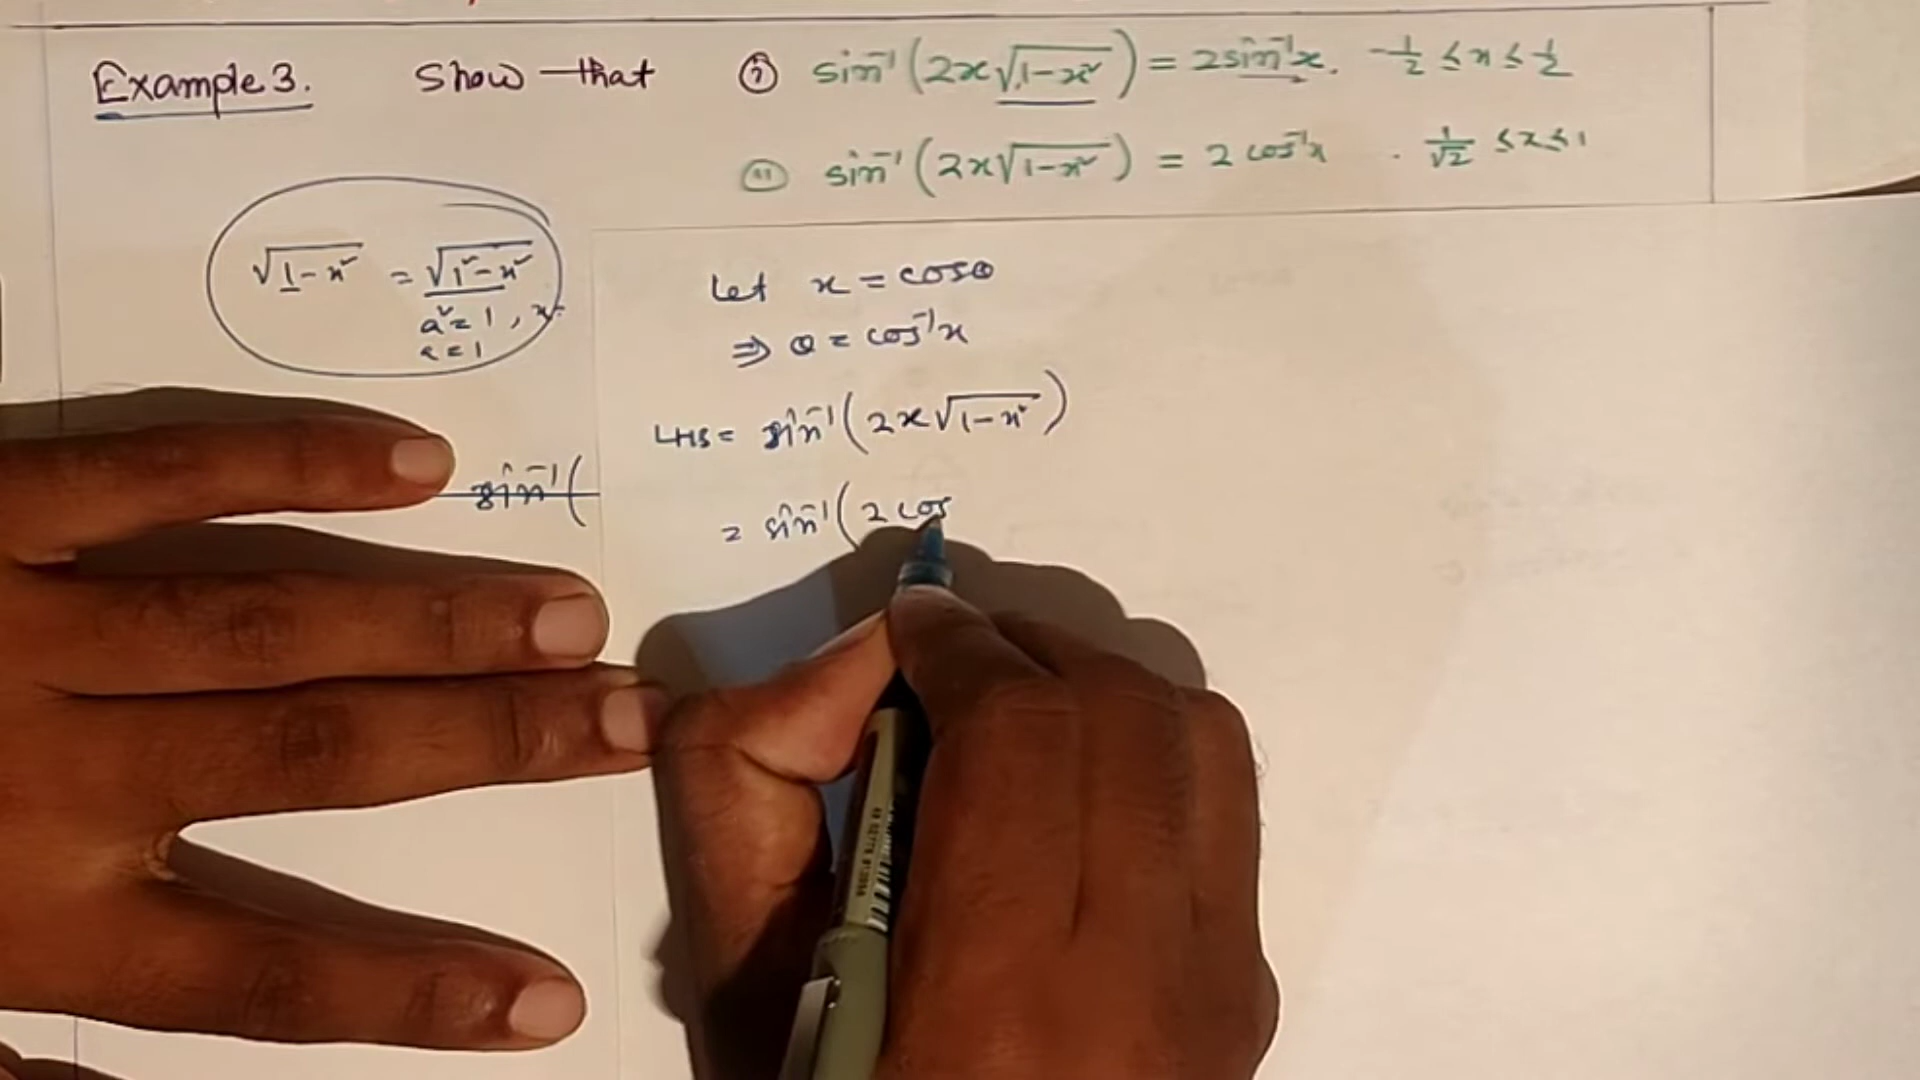 Example 3. Show that (i) sin⁻¹(2x√1-x²) = 2sin⁻¹x. -1/2 ≤ x ≤ 1/2
(ii) sin⁻¹(2x√1-x²) = 2 cos⁻¹x . 1/√2 ≤ x ≤ 1
√1-x² = √1²-x²
a² = 1, x=
a = 1
Let x = cosθ
⇒ θ = cos⁻¹x
LHS = sin⁻¹(2x√1-x²)
sin⁻¹(
= sin⁻¹(2 cos